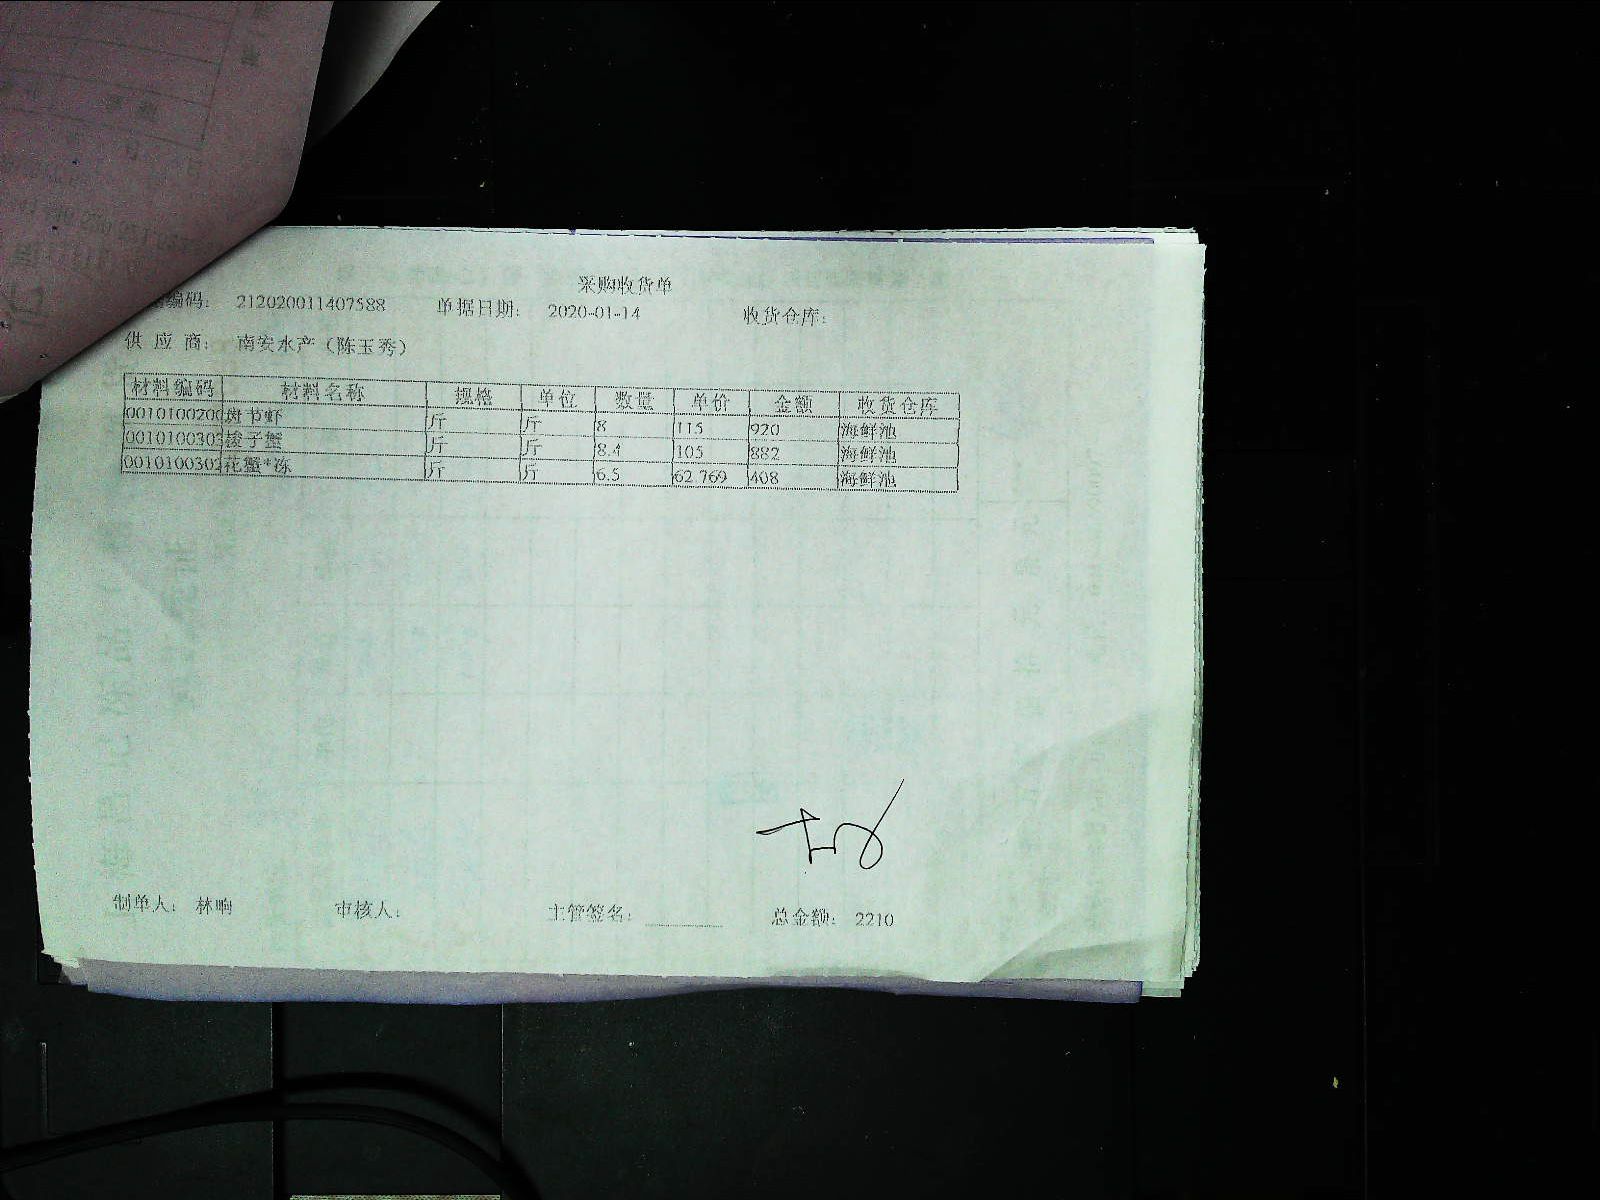 采购收货单
编码: 212020011407588 单据日期: 2020-01-14 收货仓库:
供 应 商: 南安水产（陈玉秀）
材料编码 材料名称 规格 单位 数量 单价 金额 收货仓库
0010100200 斑节虾 斤 斤 8 115 920 海鲜池
001010030 梭子蟹 斤 斤 8.4 105 882 海鲜池
0010100302 花蟹*冻 斤 斤 6.5 62.769 408 海鲜池
制单人: 林晌 审核人: 主管签名: 总金额: 2210